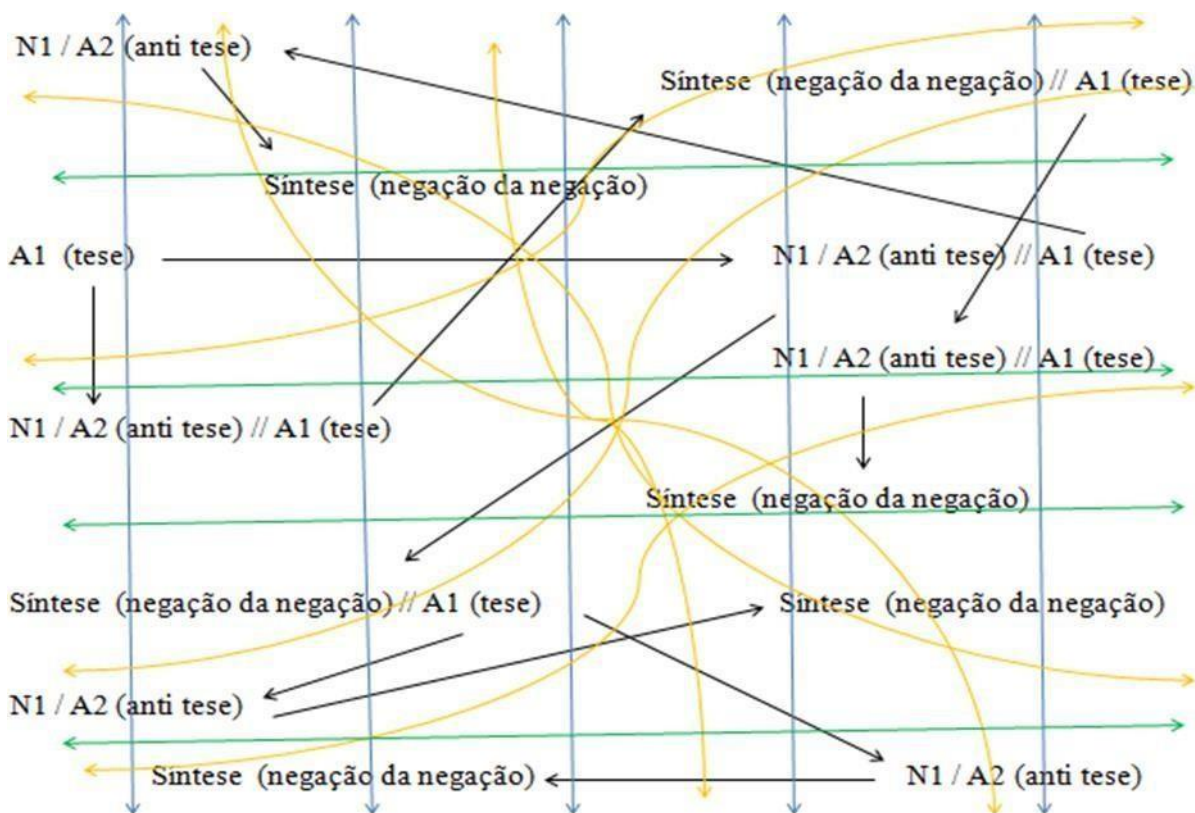 N1 / A2 (anti tese)
Síntese (negação da negação) // A1 (tese)
Síntese (negação da negação)
A1 (tese)
N1 / A2 (anti tese) // A1 (tese)
N1 / A2 (anti tese) // A1 (tese)
N1 / A2 (anti tese) // A1 (tese)
Síntese (negação da negação)
Síntese (negação da negação) // A1 (tese)
Síntese (negação da negação)
N1 / A2 (anti tese)
Síntese (negação da negação)
N1 / A2 (anti tese)